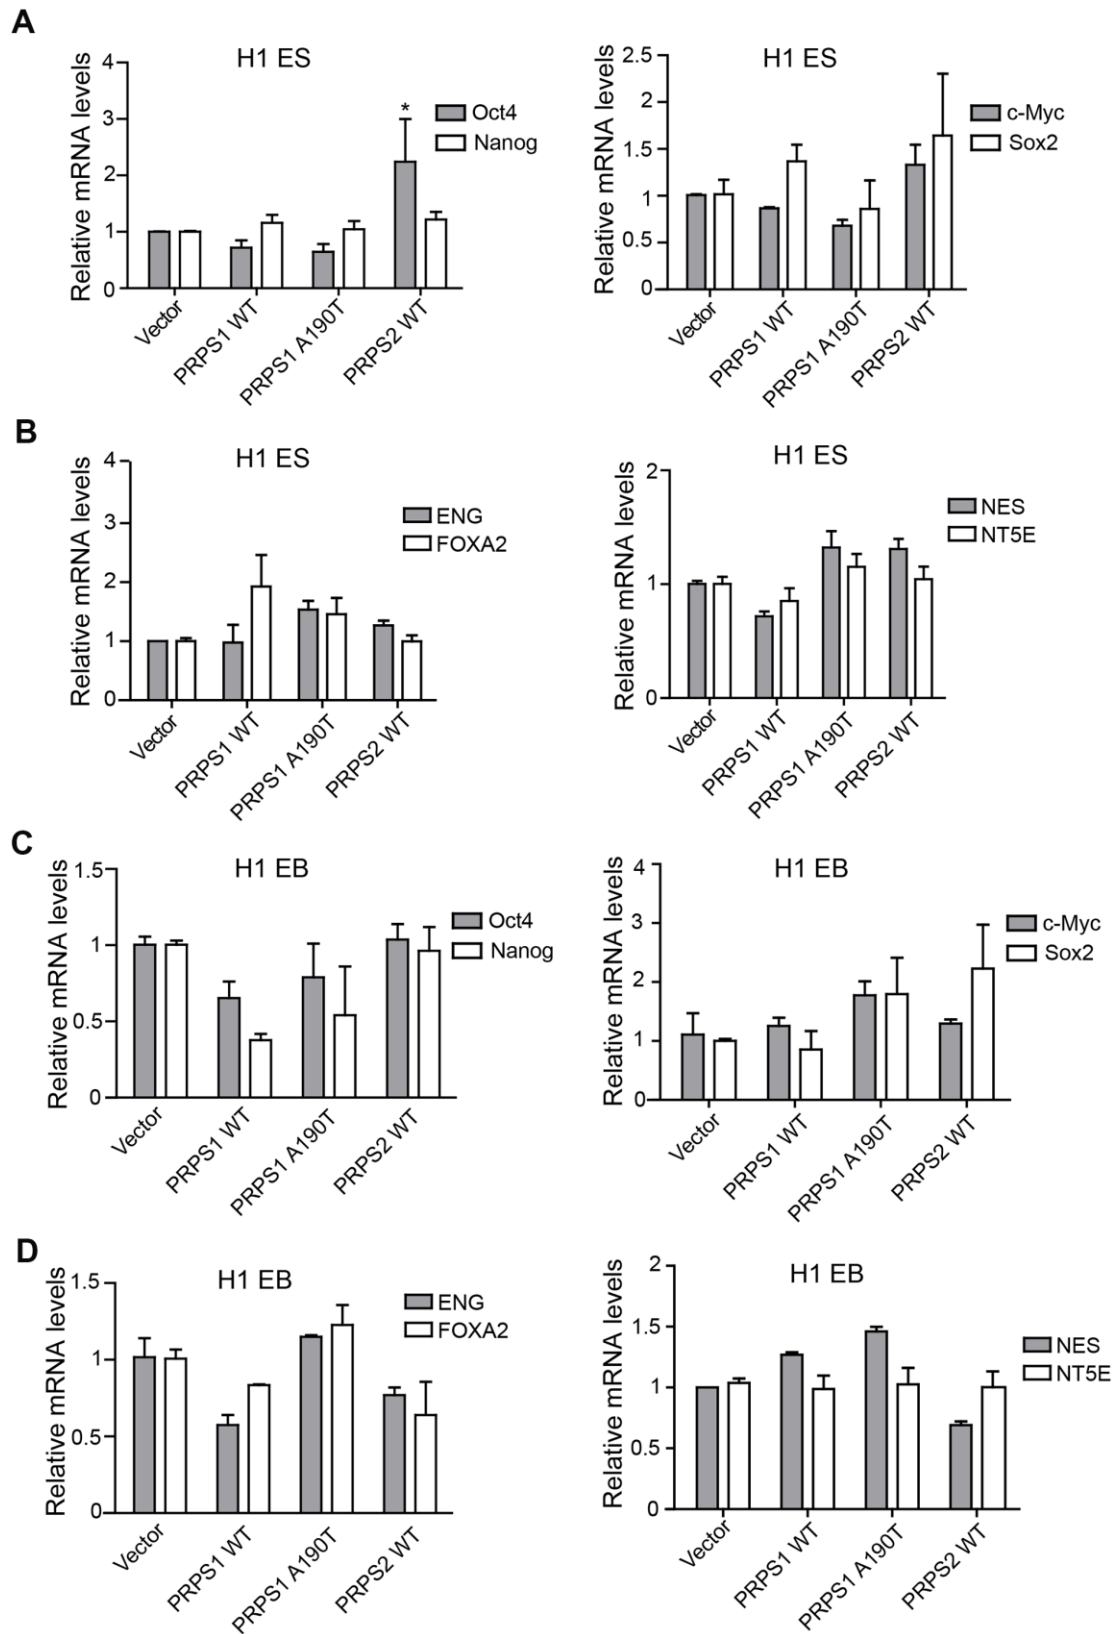 A
H1 ES
Relative mRNA levels
4
3
2
1
0
*
Oct4
Nanog
Vector
PRPS1 WT
PRPS1 A190T
PRPS2 WT
H1 ES
Relative mRNA levels
2.5
2
1.5
1
0.5
0
c-Myc
Sox2
Vector
PRPS1 WT
PRPS1 A190T
PRPS2 WT
B
H1 ES
Relative mRNA levels
4
3
2
1
0
ENG
FOXA2
Vector
PRPS1 WT
PRPS1 A190T
PRPS2 WT
H1 ES
Relative mRNA levels
2
1
0
NES
NT5E
Vector
PRPS1 WT
PRPS1 A190T
PRPS2 WT
C
H1 EB
Relative mRNA levels
1.5
1
0.5
0
Oct4
Nanog
Vector
PRPS1 WT
PRPS1 A190T
PRPS2 WT
H1 EB
Relative mRNA levels
4
3
2
1
0
c-Myc
Sox2
Vector
PRPS1 WT
PRPS1 A190T
PRPS2 WT
D
H1 EB
Relative mRNA levels
1.5
1
0.5
0
ENG
FOXA2
Vector
PRPS1 WT
PRPS1 A190T
PRPS2 WT
H1 EB
Relative mRNA levels
2
1.5
1
0.5
0
NES
NT5E
Vector
PRPS1 WT
PRPS1 A190T
PRPS2 WT